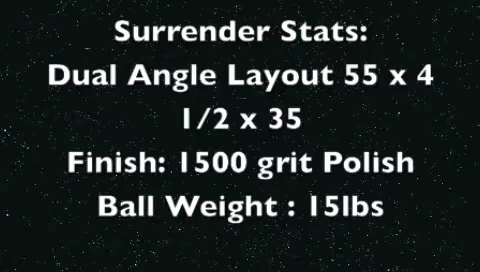 Surrender Stats:
Dual Angle Layout 55 x 4
1/2 x 35
Finish: 1500 grit Polish
Ball Weight : 15lbs